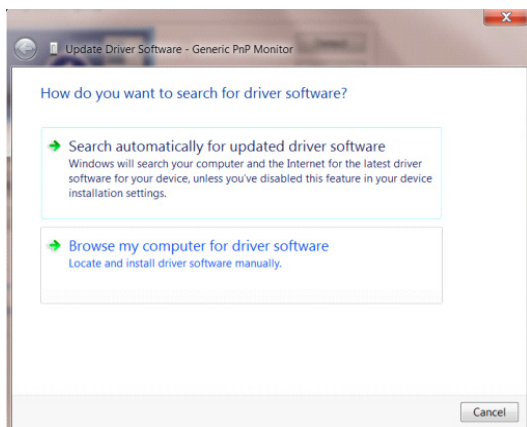 Update Driver Software - Generic PnP Monitor
How do you want to search for driver software?
Search automatically for updated driver software
Windows will search your computer and the Internet for the latest driver
software for your device, unless you've disabled this feature in your device
installation settings.
Browse my computer for driver software
Locate and install driver software manually.
Cancel